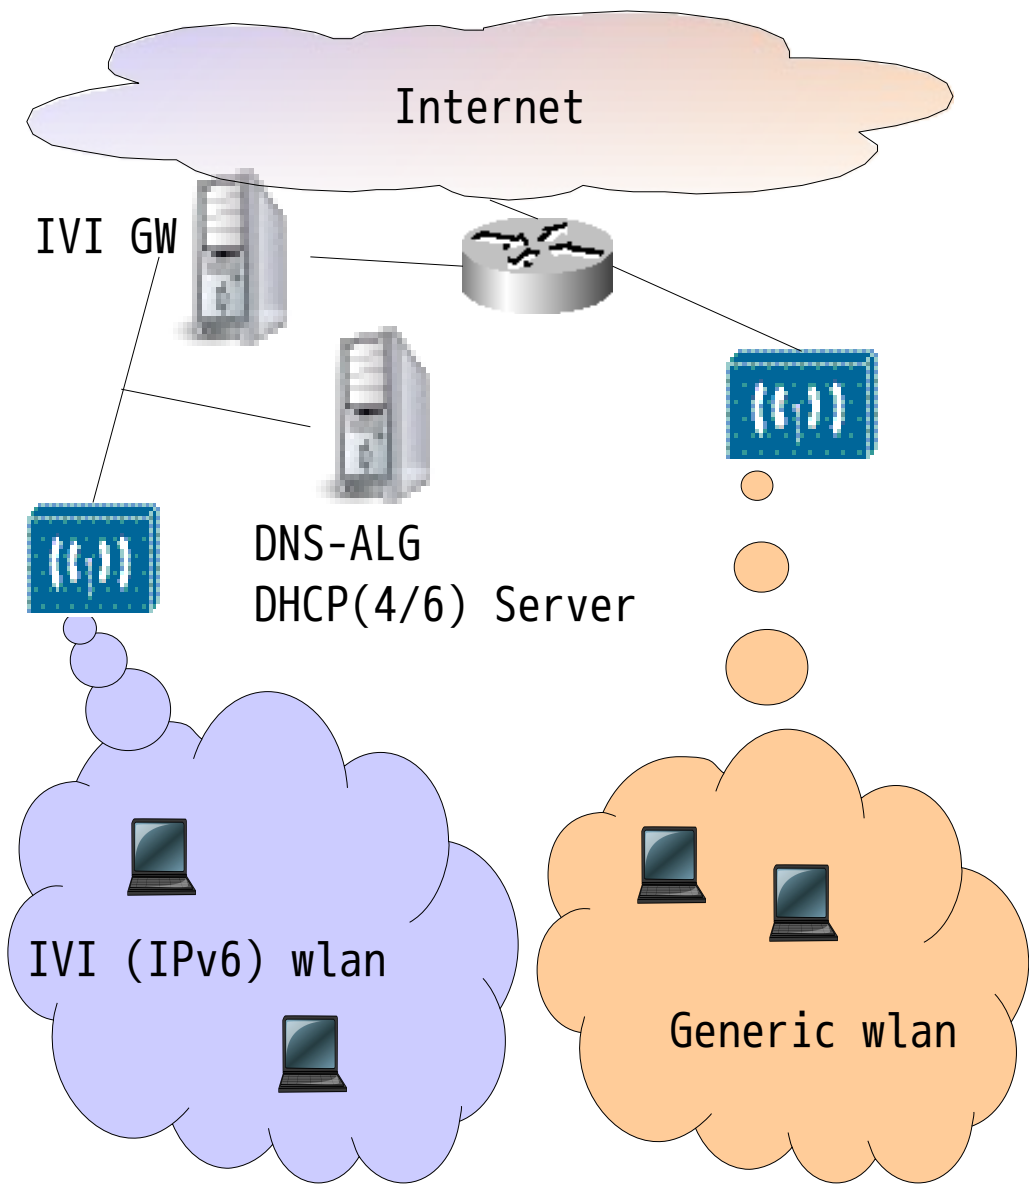 Internet
IVI GW
DNS-ALG
DHCP(4/6) Server
IVI (IPv6) wlan
Generic wlan